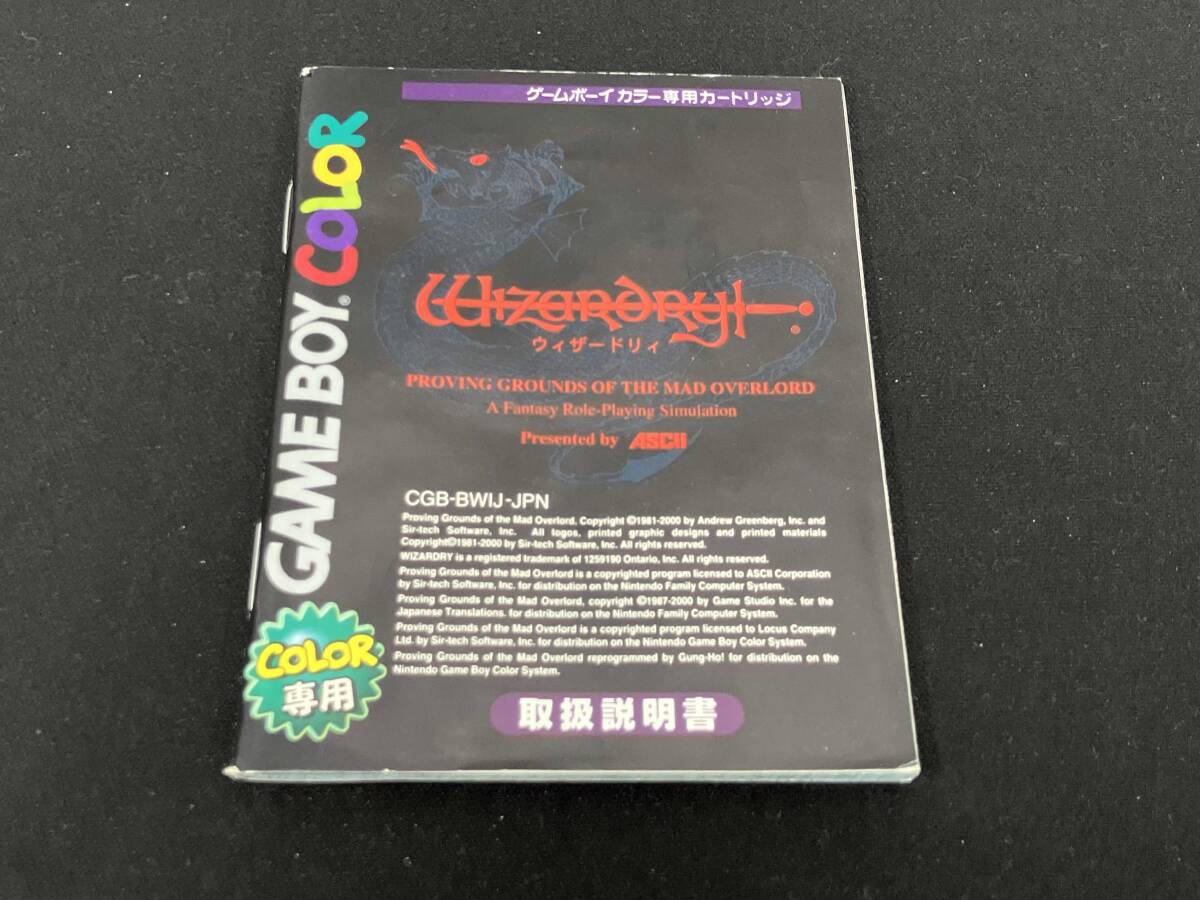 ゲームボーイカラー専用カートリッジ
GAME BOY® COLOR
Wizardry
ウィザードリィ
PROVING GROUNDS OF THE MAD OVERLORD
A Fantasy Role-Playing Simulation
Presented by ASCII
CGB-BWIJ-JPN
Proving Grounds of the Mad Overlord, Copyright ©1981-2000 by Andrew Greenberg, Inc. and
Sir-tech Software, Inc. All logos, printed graphic designs and printed materials
Copyright©1981-2000 by Sir-tech Software, Inc. All rights reserved.
WIZARDRY is a registered trademark of 1259190 Ontario, Inc. All rights reserved.
Proving Grounds of the Mad Overlord is a copyrighted program licensed to ASCII Corporation
by Sir-tech Software, Inc. for distribution on the Nintendo Family Computer System.
Proving Grounds of the Mad Overlord, copyright ©1987-2000 by Game Studio Inc. for the
Japanese Translations. for distribution on the Nintendo Family Computer System.
Proving Grounds of the Mad Overlord is a copyrighted program licensed to Locus Company
Ltd. by Sir-tech Software, Inc. for distribution on the Nintendo Game Boy Color System.
Proving Grounds of the Mad Overlord reprogrammed by Gung-Ho! for distribution on the
Nintendo Game Boy Color System.
COLOR
専用
取扱説明書